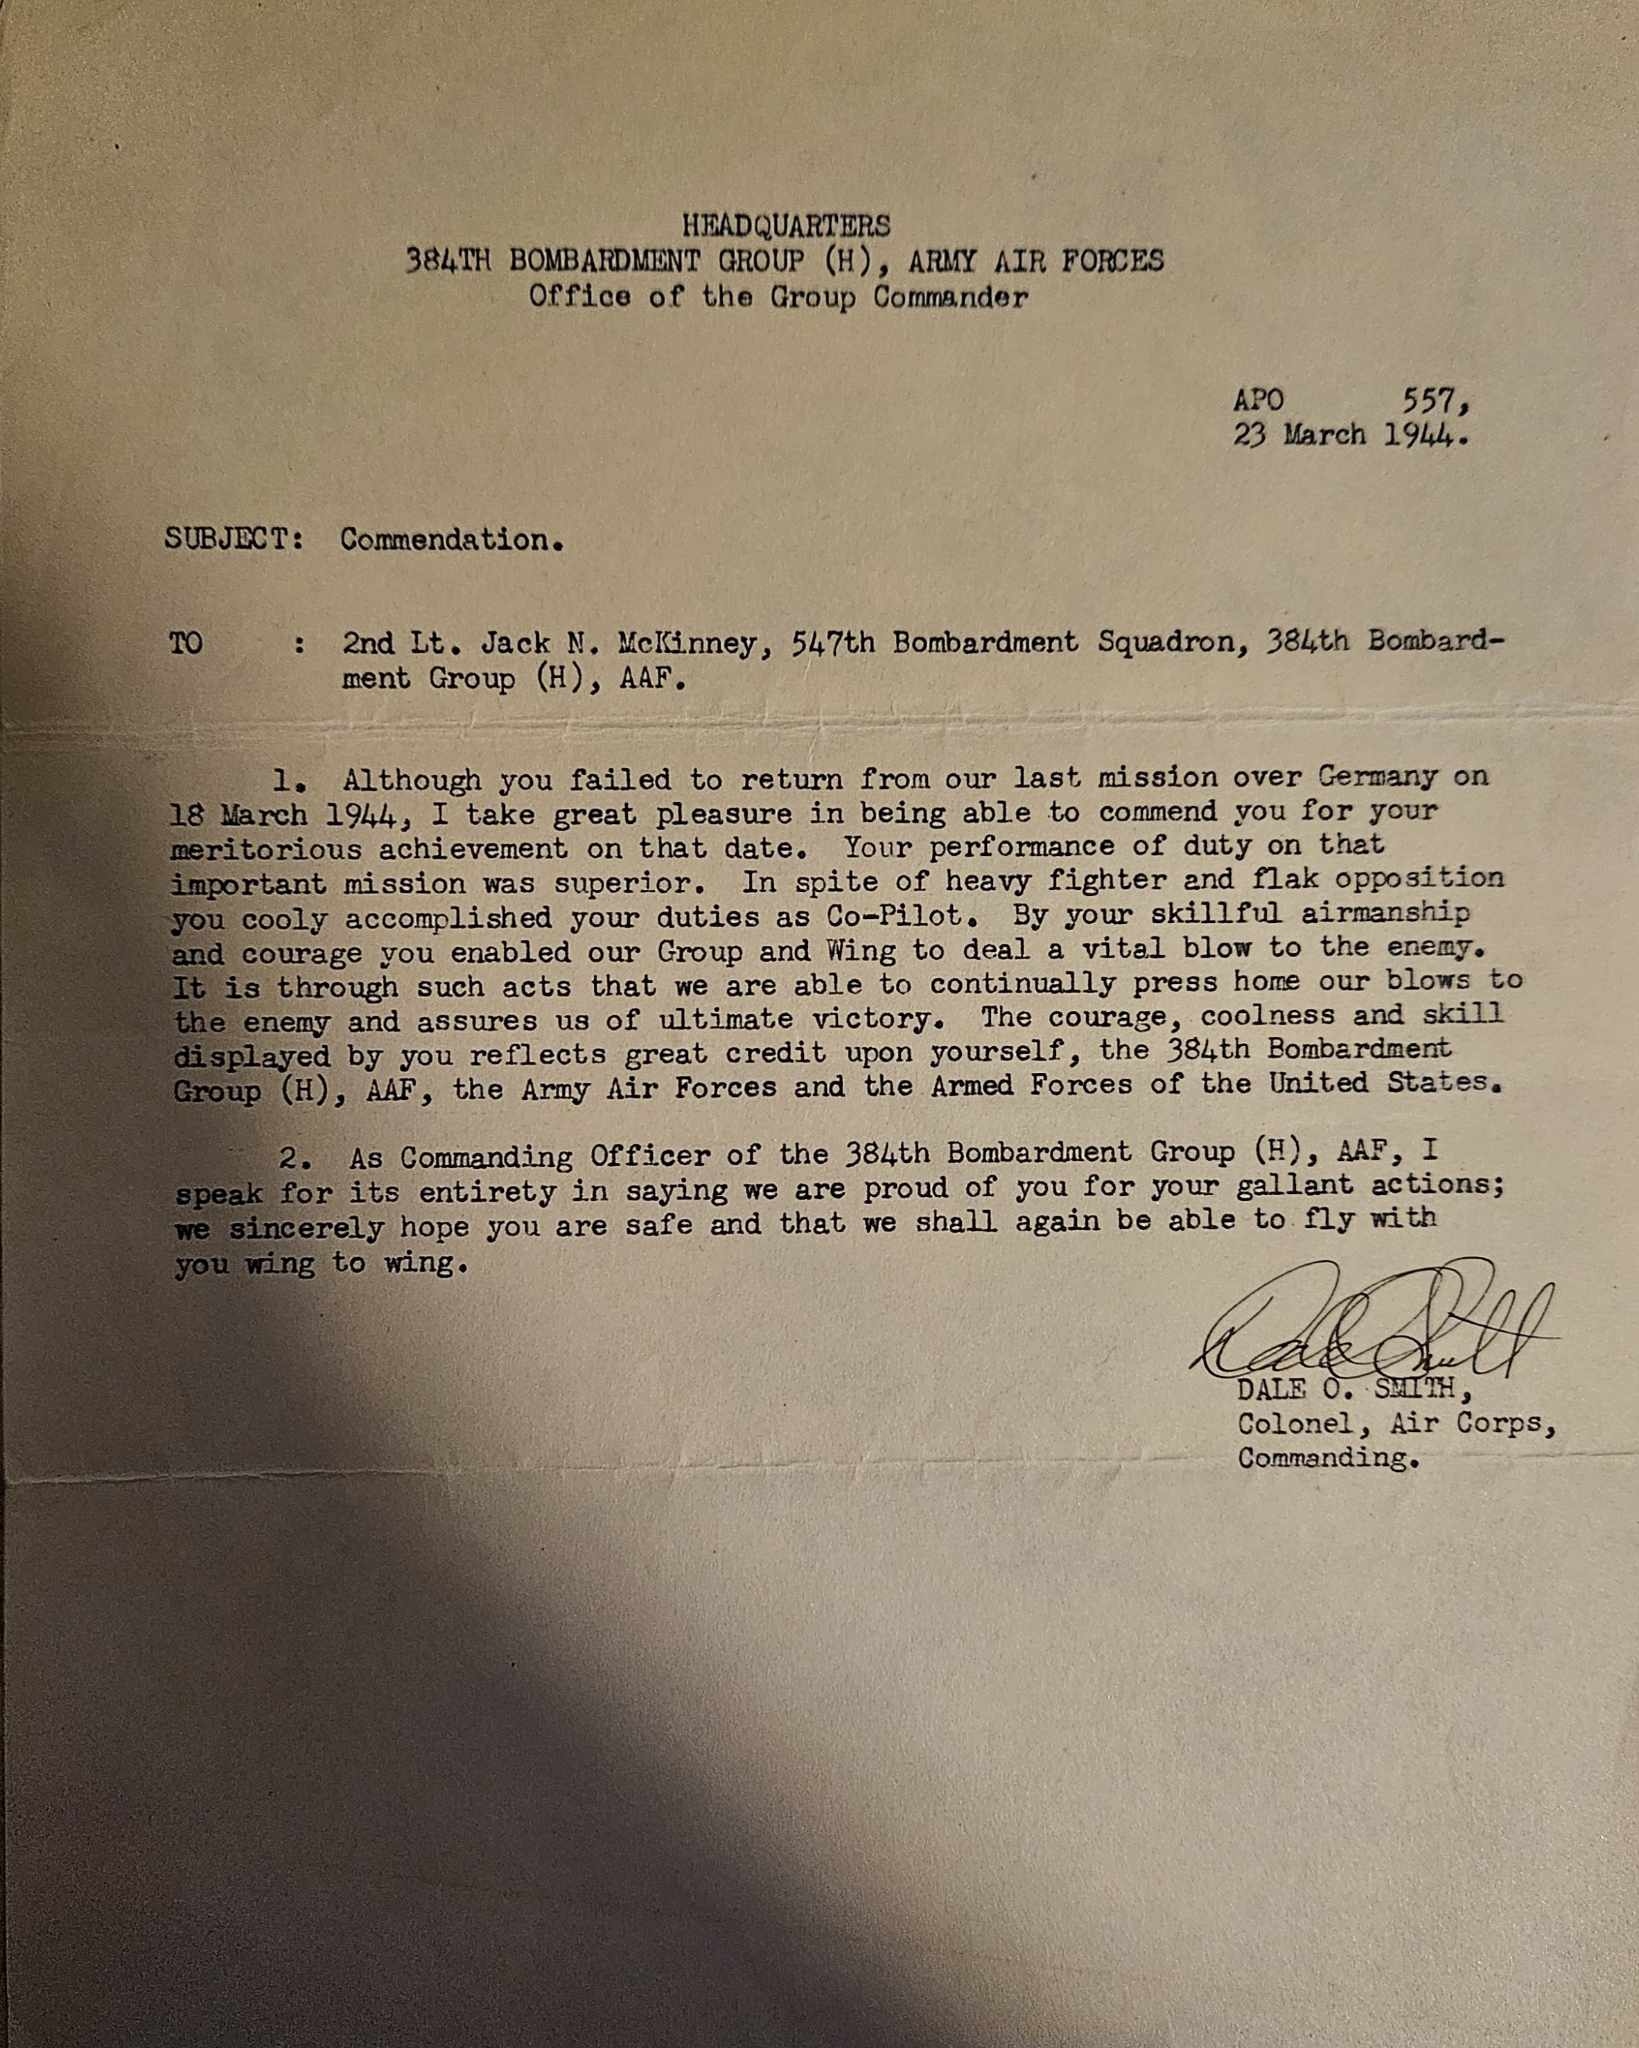 HEADQUARTERS
384TH BOMBARDMENT GROUP (H), ARMY AIR FORCES
Office of the Group Commander
APO 557,
23 March 1944.
SUBJECT: Commendation.
TO : 2nd Lt. Jack N. McKinney, 547th Bombardment Squadron, 384th Bombard-
ment Group (H), AAF.
1. Although you failed to return from our last mission over Germany on
18 March 1944, I take great pleasure in being able to commend you for your
meritorious achievement on that date. Your performance of duty on that
important mission was superior. In spite of heavy fighter and flak opposition
you cooly accomplished your duties as Co-Pilot. By your skillful airmanship
and courage you enabled our Group and Wing to deal a vital blow to the enemy.
It is through such acts that we are able to continually press home our blows to
the enemy and assures us of ultimate victory. The courage, coolness and skill
displayed by you reflects great credit upon yourself, the 384th Bombardment
Group (H), AAF, the Army Air Forces and the Armed Forces of the United States.
2. As Commanding Officer of the 384th Bombardment Group (H), AAF, I
speak for its entirety in saying we are proud of you for your gallant actions;
we sincerely hope you are safe and that we shall again be able to fly with
you wing to wing.
Dale O Smith
DALE O. SMITH,
Colonel, Air Corps,
Commanding.